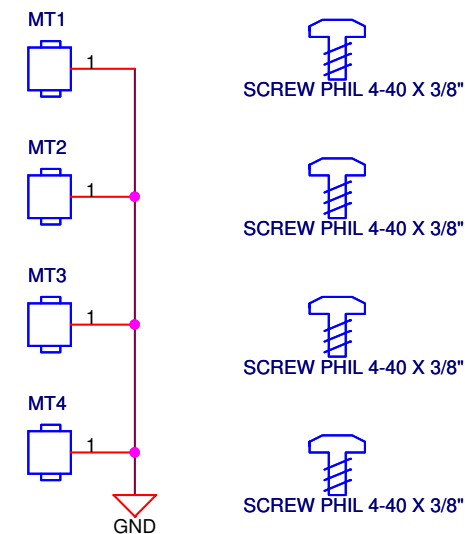 MT1
1
SCREW PHIL 4-40 X 3/8"
MT2
1
SCREW PHIL 4-40 X 3/8"
MT3
1
SCREW PHIL 4-40 X 3/8"
MT4
1
SCREW PHIL 4-40 X 3/8"
GND